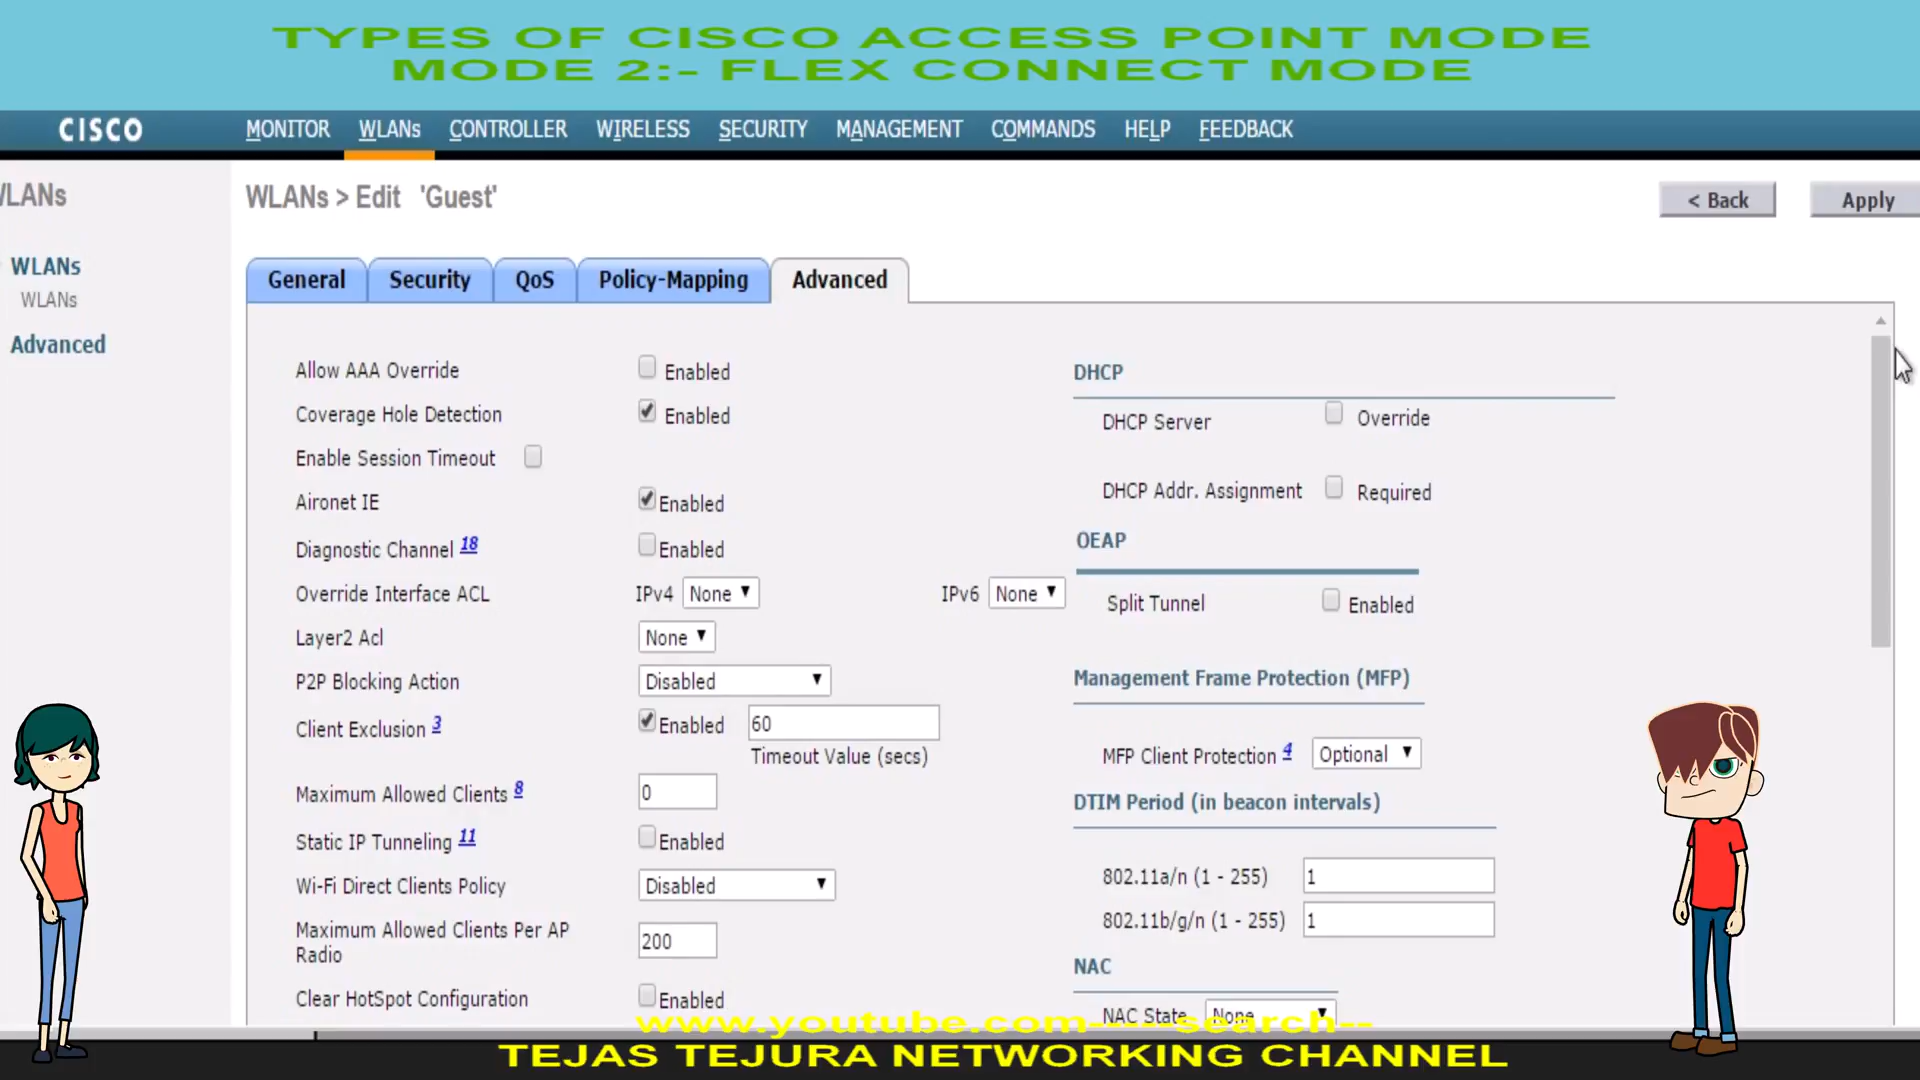 TYPES OF CISCO ACCESS POINT MODE
MODE 2:- FLEX CONNECT MODE
CISCO
MONITOR WLANs CONTROLLER WIRELESS SECURITY MANAGEMENT COMMANDS HELP FEEDBACK
WLANs
WLANs > Edit 'Guest'
< Back
Apply
WLANs
WLANs
Advanced
General Security QoS Policy-Mapping Advanced
Allow AAA Override Enabled
Coverage Hole Detection Enabled
Enable Session Timeout
Aironet IE Enabled
Diagnostic Channel 18 Enabled
Override Interface ACL IPv4 None IPv6 None
Layer2 Acl None
P2P Blocking Action Disabled
Client Exclusion 3 Enabled 60
Timeout Value (secs)
Maximum Allowed Clients 8 0
Static IP Tunneling 11 Enabled
Wi-Fi Direct Clients Policy Disabled
Maximum Allowed Clients Per AP
Radio 200
Clear HotSpot Configuration Enabled
DHCP
DHCP Server Override
DHCP Addr. Assignment Required
OEAP
Split Tunnel Enabled
Management Frame Protection (MFP)
MFP Client Protection 4 Optional
DTIM Period (in beacon intervals)
802.11a/n (1 - 255) 1
802.11b/g/n (1 - 255) 1
NAC
NAC State None
www.youtube.com-----search--
TEJAS TEJURA NETWORKING CHANNEL